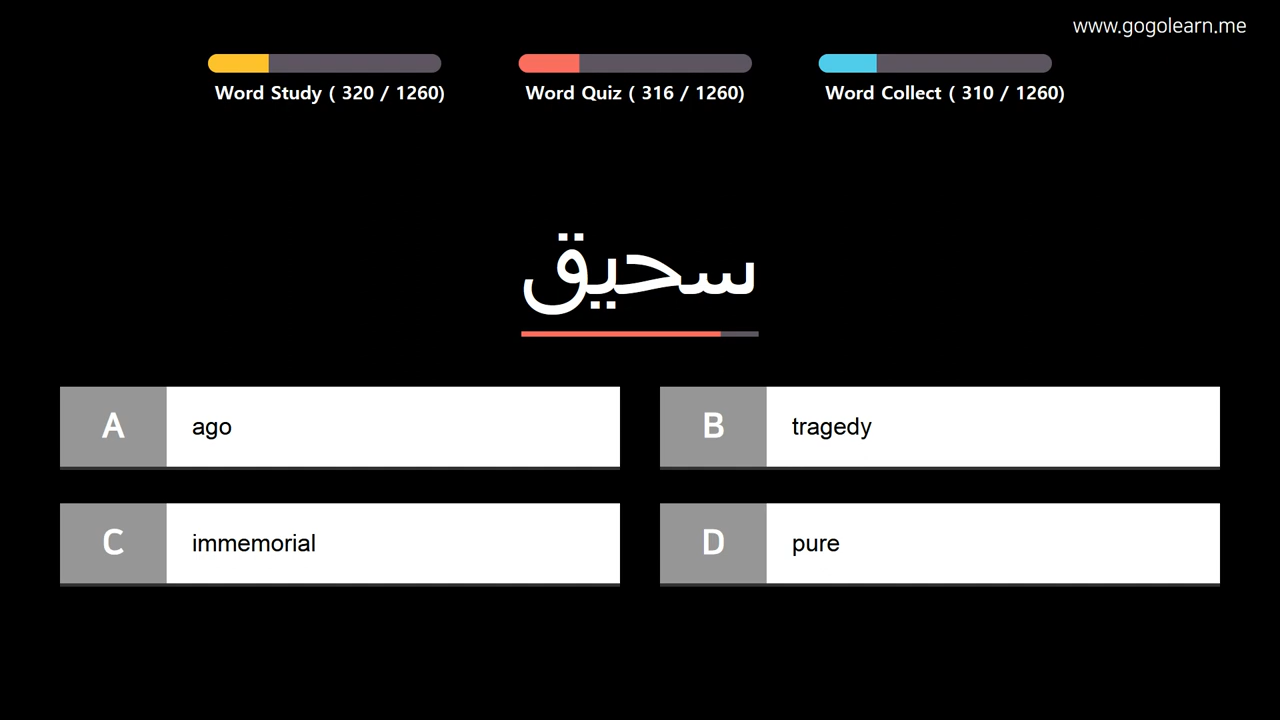 www.gogolearn.me
Word Study ( 320 / 1260)
Word Quiz ( 316 / 1260)
Word Collect ( 310 / 1260)
سحيق
A ago
B tragedy
C immemorial
D pure